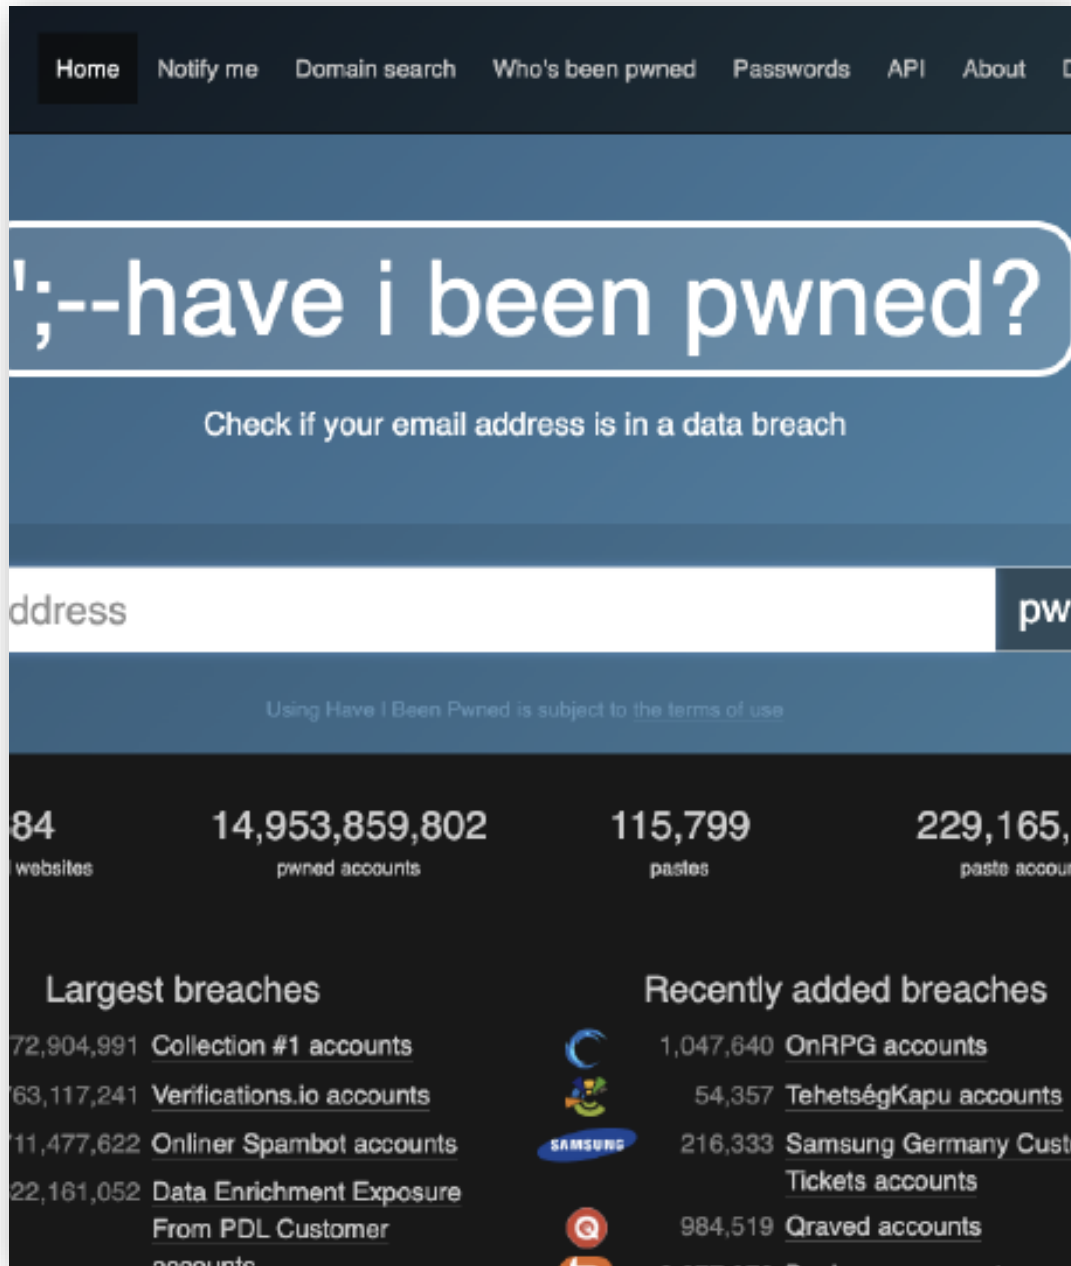 Home Notify me Domain search Who's been pwned Passwords API About
';--have i been pwned?
Check if your email address is in a data breach
ddress
pw
Using Have I Been Pwned is subject to the terms of use
84 14,953,859,802 115,799 229,165,
websites pwned accounts pastes paste accou
Largest breaches
72,904,991 Collection #1 accounts
63,117,241 Verifications.io accounts
11,477,622 Onliner Spambot accounts
22,161,052 Data Enrichment Exposure
From PDL Customer
accounts
Recently added breaches
1,047,640 OnRPG accounts
54,357 TehetségKapu accounts
SAMSUNG 216,333 Samsung Germany Cust
Tickets accounts
Q 984,519 Qraved accounts